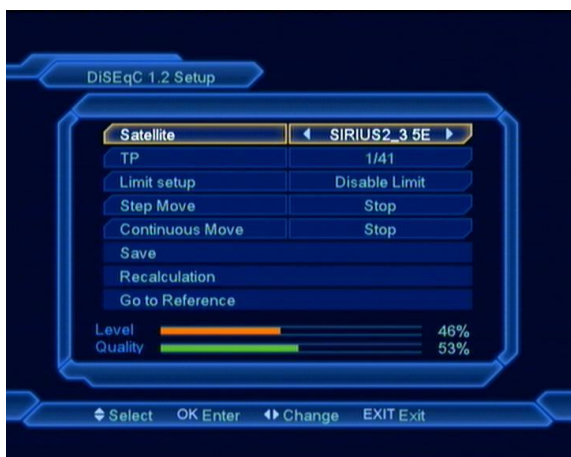 DiSEqC 1.2 Setup
Satellite SIRIUS2_3 5E
TP 1/41
Limit setup Disable Limit
Step Move Stop
Continuous Move Stop
Save
Recalculation
Go to Reference
Level 46%
Quality 53%
Select OK Enter Change EXIT Exit